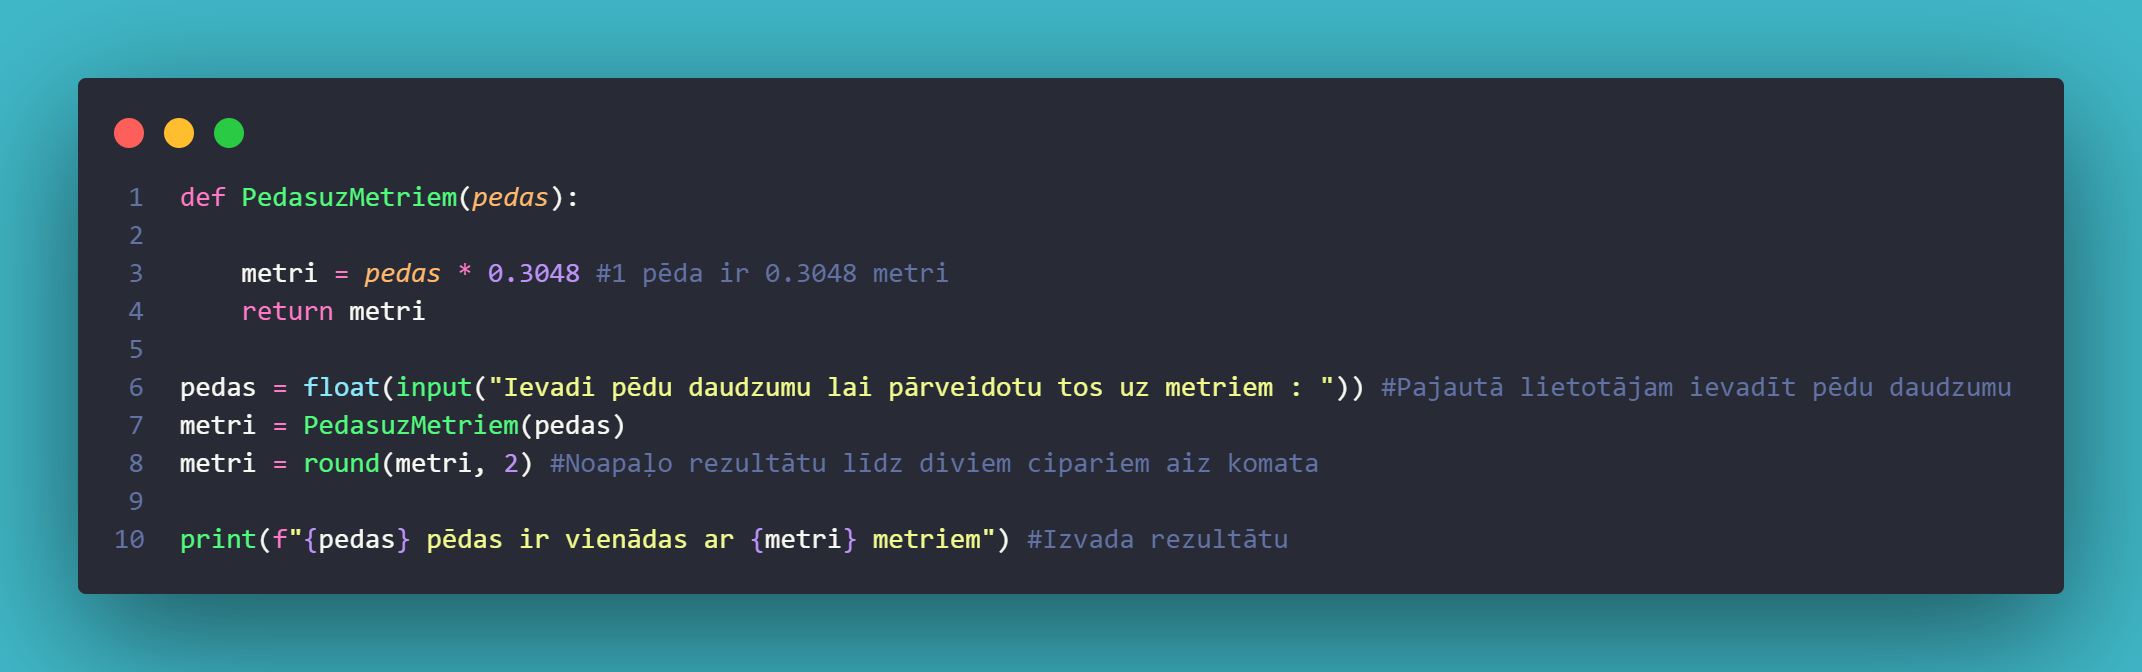 1 def PedasuzMetriem(pedas):
2
3     metri = pedas * 0.3048 #1 pēda ir 0.3048 metri
4     return metri
5
6 pedas = float(input("Ievadi pēdu daudzumu lai pārveidotu tos uz metriem : ")) #Pajautā lietotājam ievadīt pēdu daudzumu
7 metri = PedasuzMetriem(pedas)
8 metri = round(metri, 2) #Noapaļo rezultātu līdz diviem cipariem aiz komata
9
10 print(f"{pedas} pēdas ir vienādas ar {metri} metriem") #Izvada rezultātu